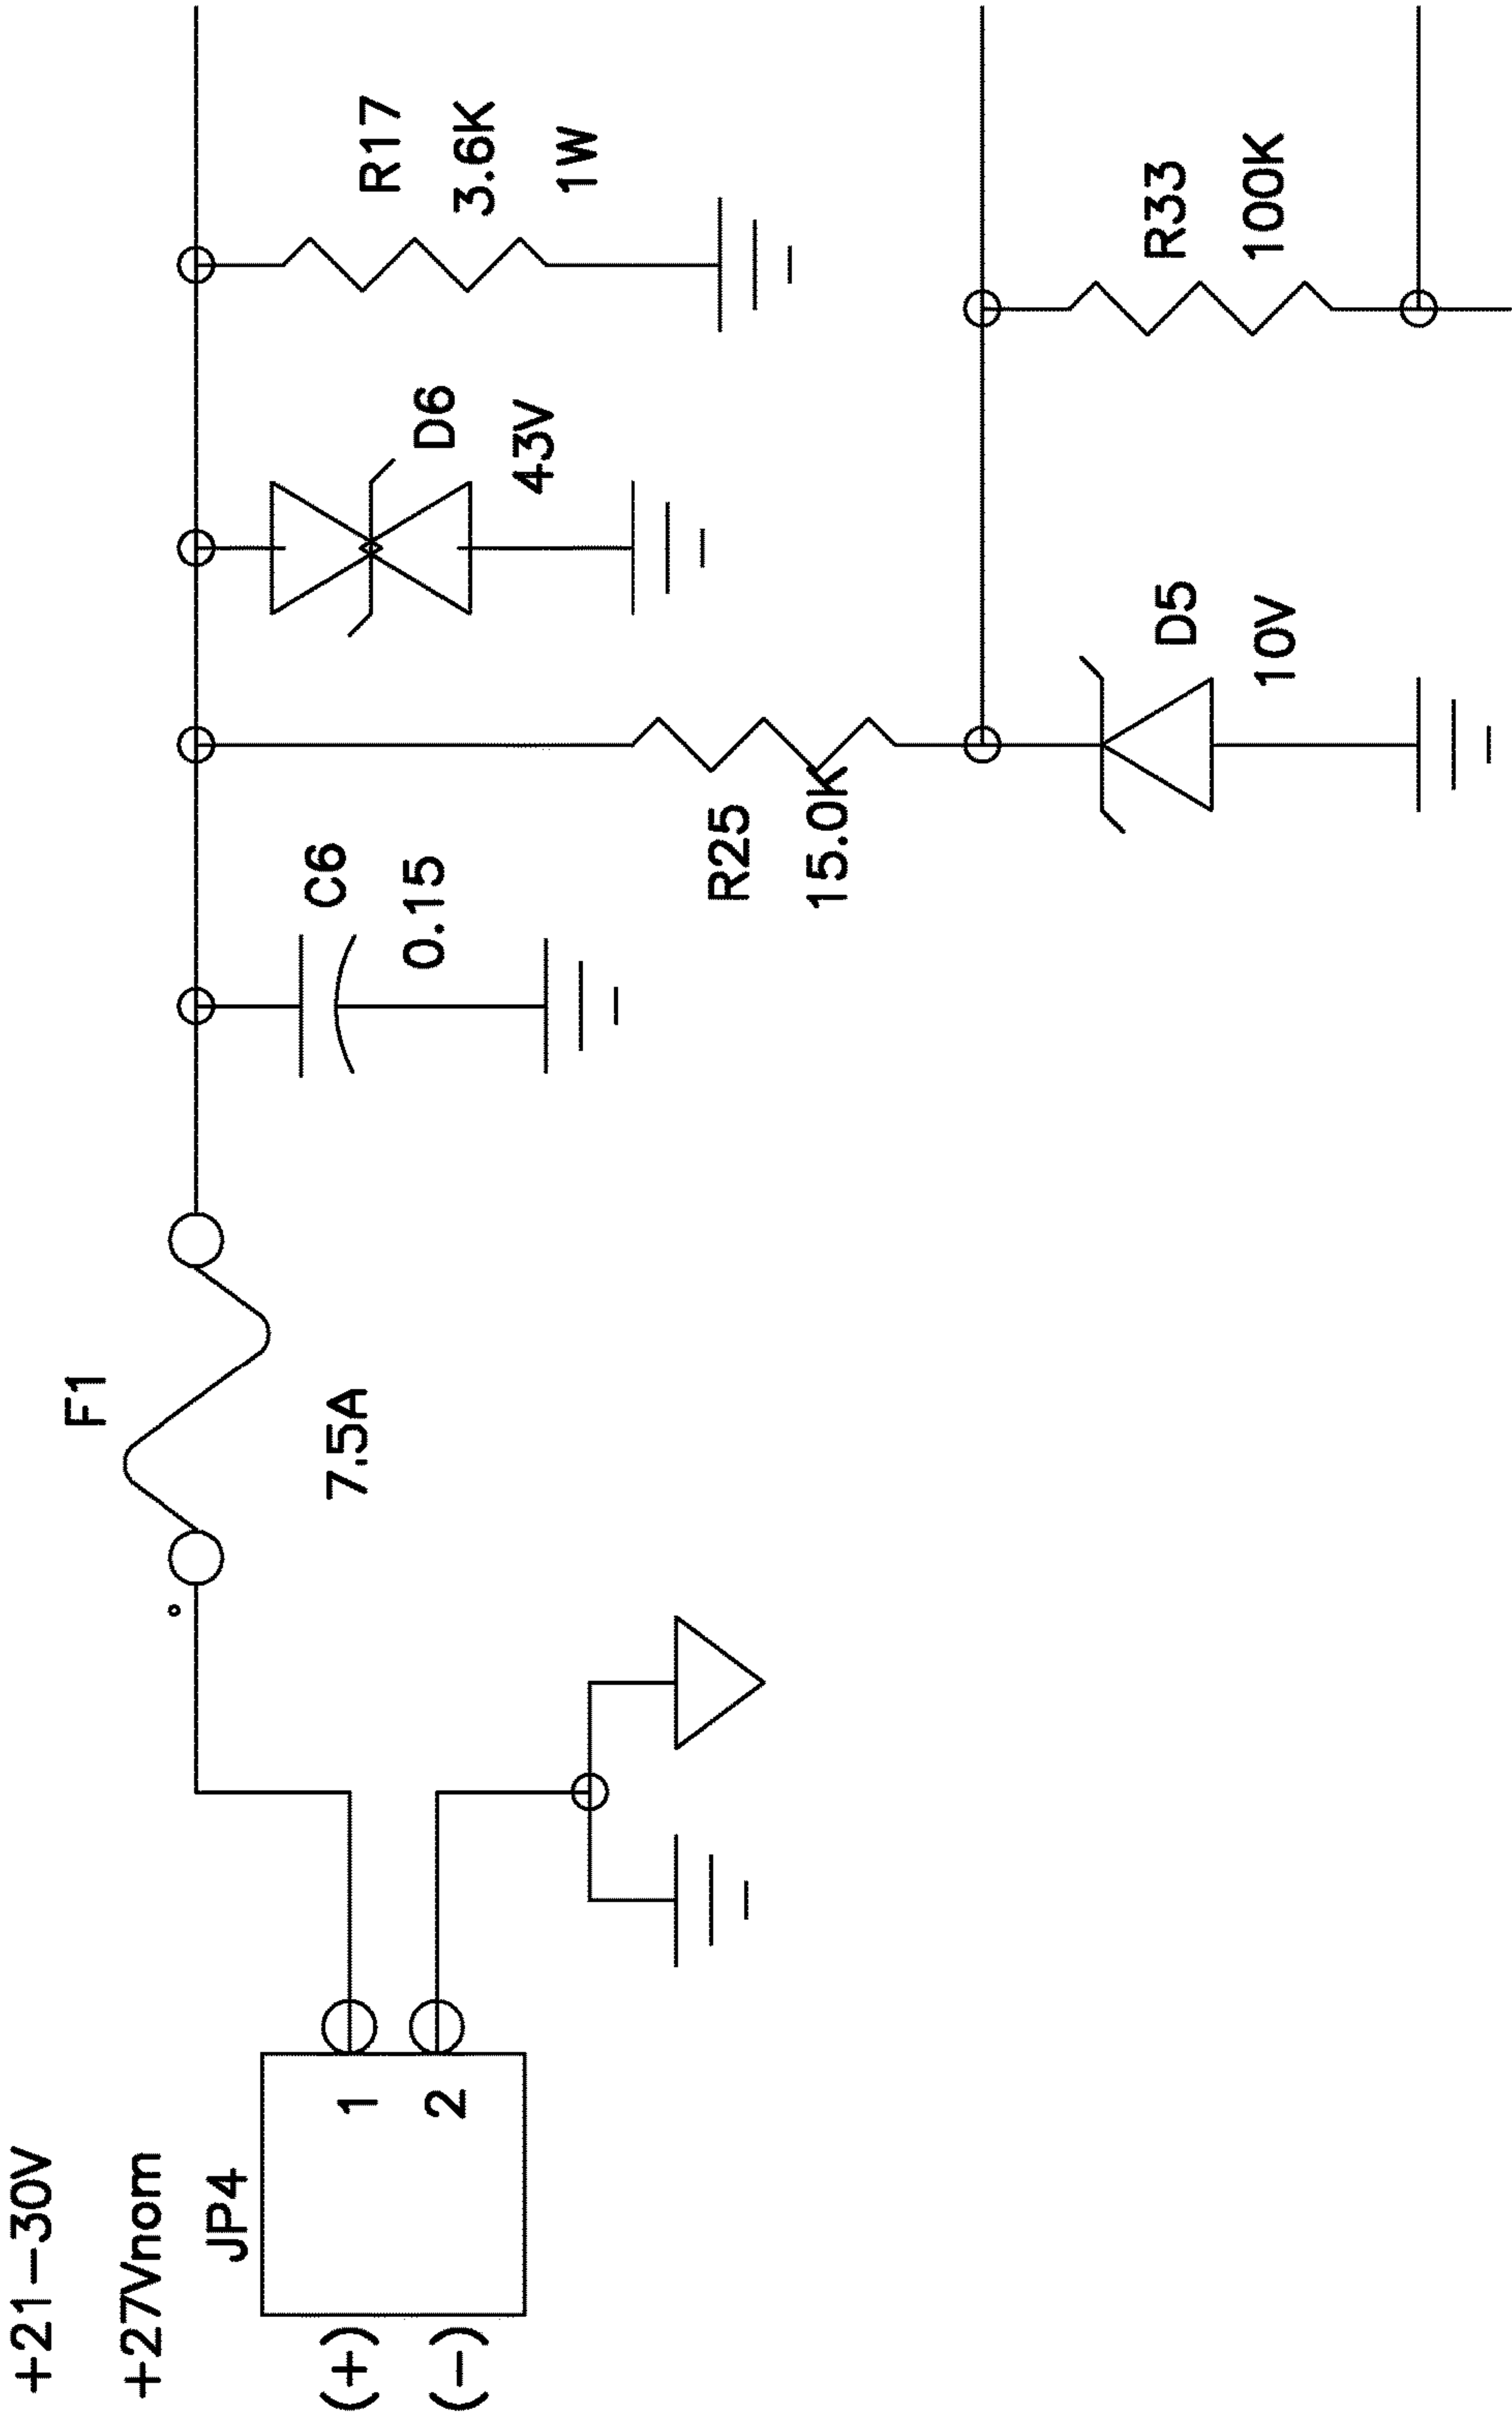 +21-30V
+27Vnom
JP4
(+)
1
(-)
2
F1
7.5A
C6
0.15
R25
15.0K
D6
43V
R17
3.6K
1W
D5
10V
R33
100K